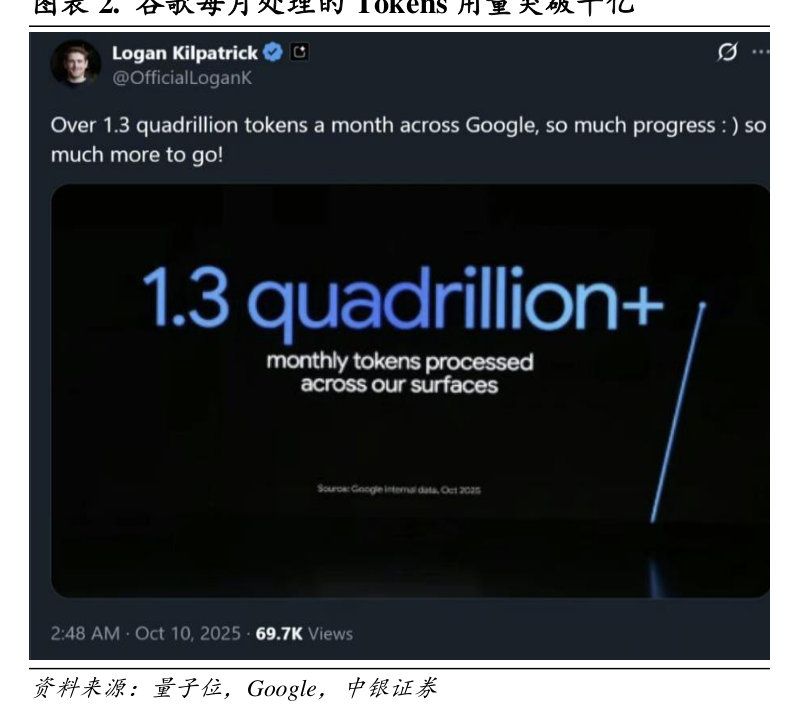 图表 2. 谷歌每月处理的 Tokens 用量突破千亿
Logan Kilpatrick
@OfficialLoganK
Over 1.3 quadrillion tokens a month across Google, so much progress : ) so
much more to go!
1.3 quadrillion+
monthly tokens processed
across our surfaces
Source: Google internal data, Oct 2025
2:48 AM · Oct 10, 2025 · 69.7K Views
资料来源：量子位，Google，中银证券